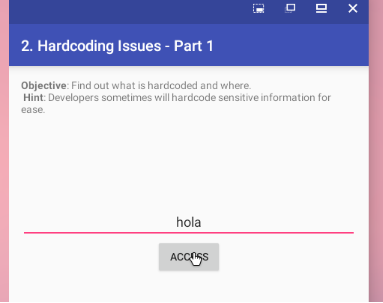 2. Hardcoding Issues - Part 1
Objective: Find out what is hardcoded and where.
Hint: Developers sometimes will hardcode sensitive information for
ease.
hola
ACCESS